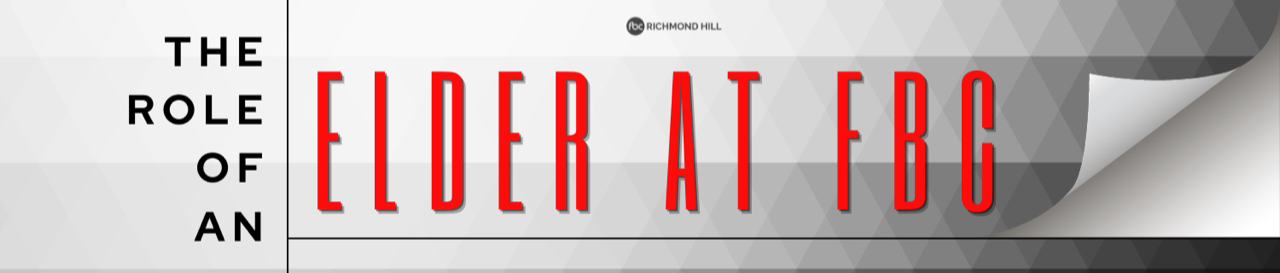 fbc RICHMOND HILL
THE
ROLE
OF
AN
ELDER AT FBC